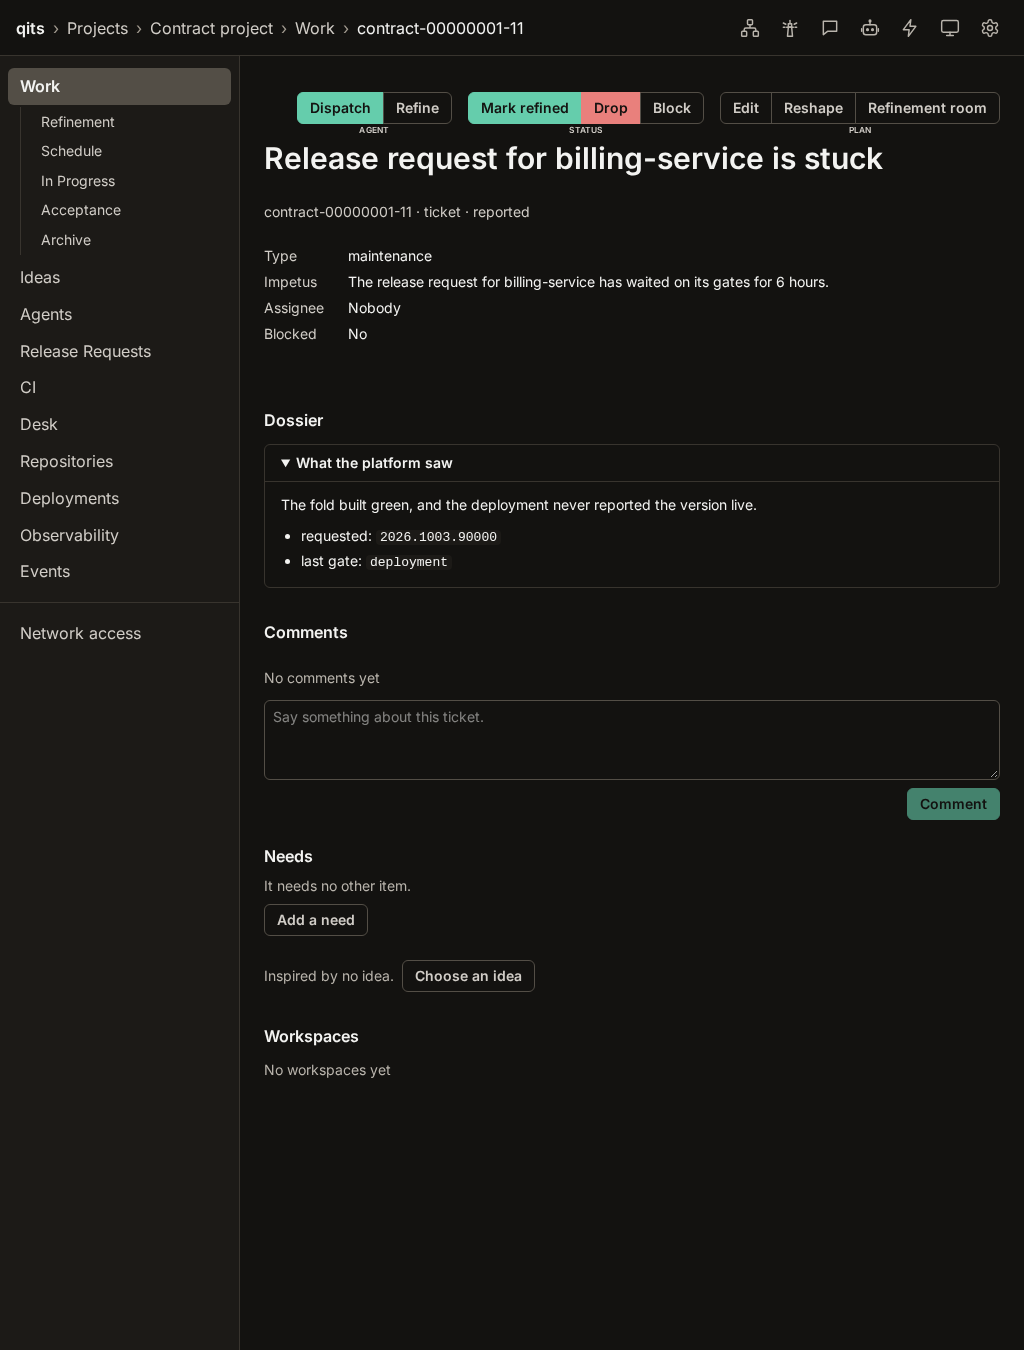 qits › Projects › Contract project › Work › contract-00000001-11
Work
Refinement
Schedule
In Progress
Acceptance
Archive
Ideas
Agents
Release Requests
CI
Desk
Repositories
Deployments
Observability
Events
Network access
Dispatch Refine
AGENT
Mark refined Drop Block
STATUS
Edit Reshape Refinement room
PLAN
Release request for billing-service is stuck
contract-00000001-11 · ticket · reported
Type maintenance
Impetus The release request for billing-service has waited on its gates for 6 hours.
Assignee Nobody
Blocked No
Dossier
▼ What the platform saw
The fold built green, and the deployment never reported the version live.
• requested: 2026.1003.90000
• last gate: deployment
Comments
No comments yet
Say something about this ticket.
Comment
Needs
It needs no other item.
Add a need
Inspired by no idea. Choose an idea
Workspaces
No workspaces yet